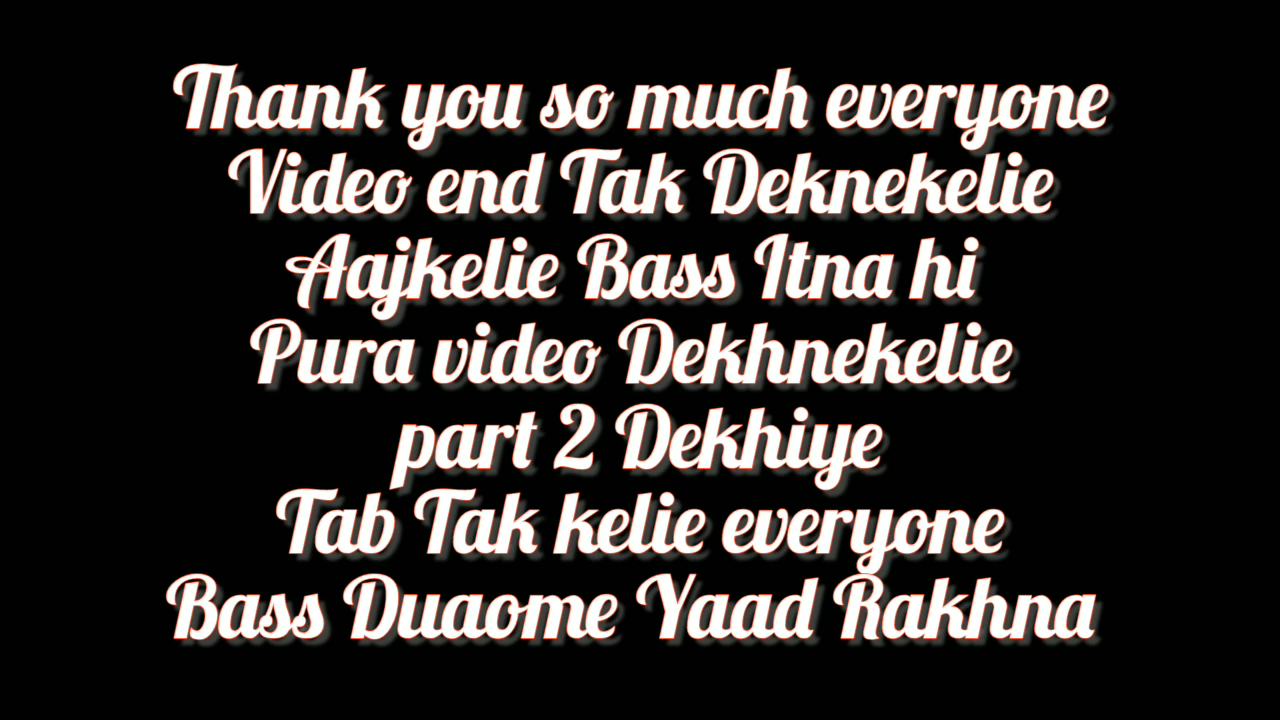 Thank you so much everyone
Video end Tak Deknekelie
Aajkelie Bass Itna hi
Pura video Dekhnekelie
part 2 Dekhiye
Tab Tak kelie everyone
Bass Duaome Yaad Rakhna